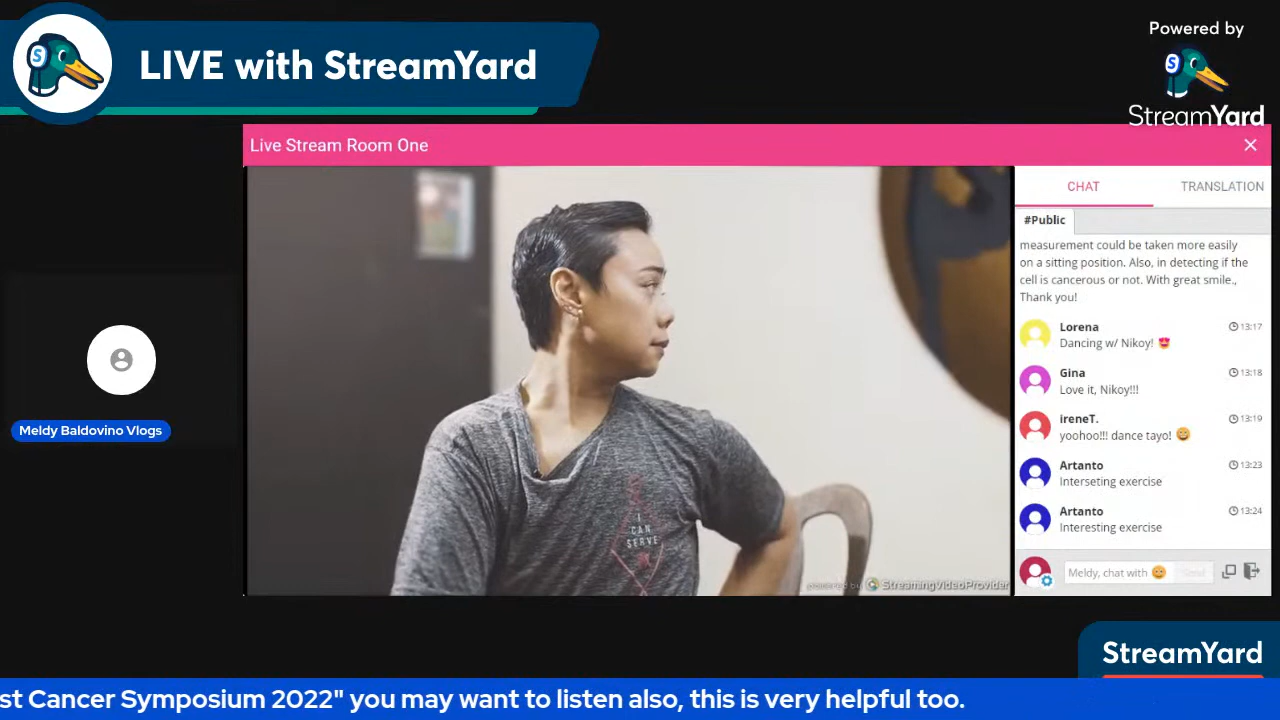 LIVE with StreamYard
Powered by
StreamYard
Live Stream Room One
CHAT
TRANSLATION
#Public
measurement could be taken more easily
on a sitting position. Also, in detecting if the
cell is cancerous or not. With great smile.,
Thank you!
Lorena 13:17
Dancing w/ Nikoy! 😍
Gina 13:18
Love it, Nikoy!!!
ireneT. 13:19
yoohoo!!! dance tayo! 😄
Artanto 13:23
Interseting exercise
Artanto 13:24
Interesting exercise
Meldy, chat with 😄 Send
I
CAN
SERVE
powered by StreamingVideoProvider
Meldy Baldovino Vlogs
StreamYard
st Cancer Symposium 2022" you may want to listen also, this is very helpful too.